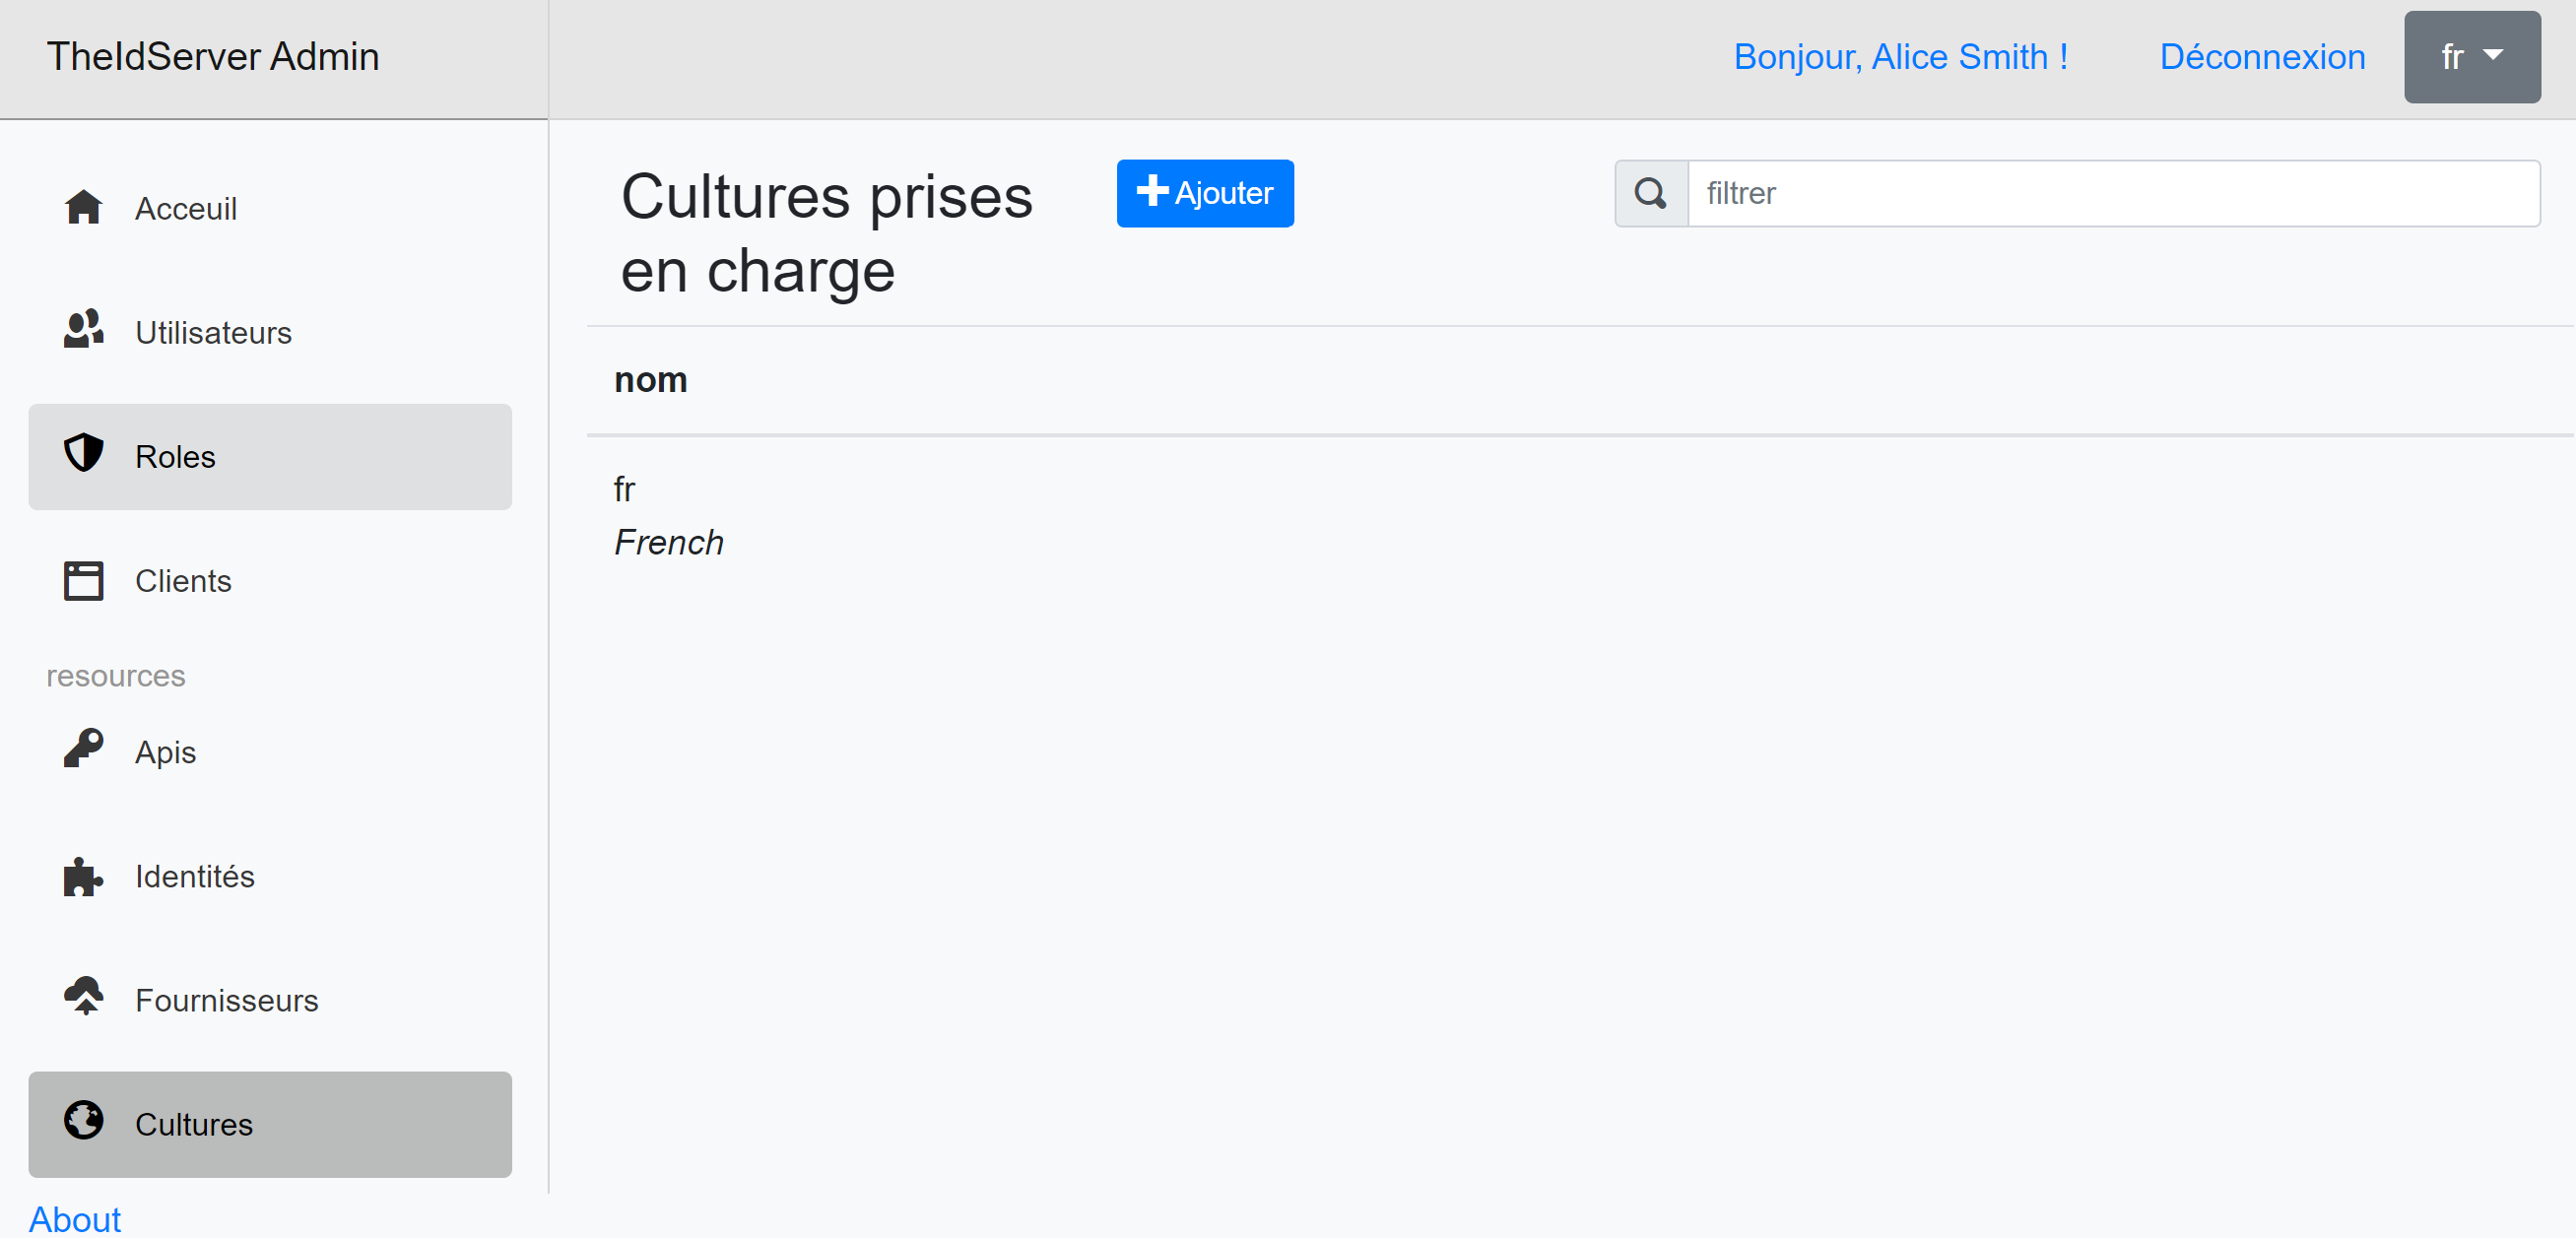 TheIdServer Admin
Bonjour, Alice Smith !
Déconnexion
fr
Acceuil
Utilisateurs
Roles
Clients
resources
Apis
Identités
Fournisseurs
Cultures
About
Cultures prises
en charge
Ajouter
filtrer
nom
fr
French